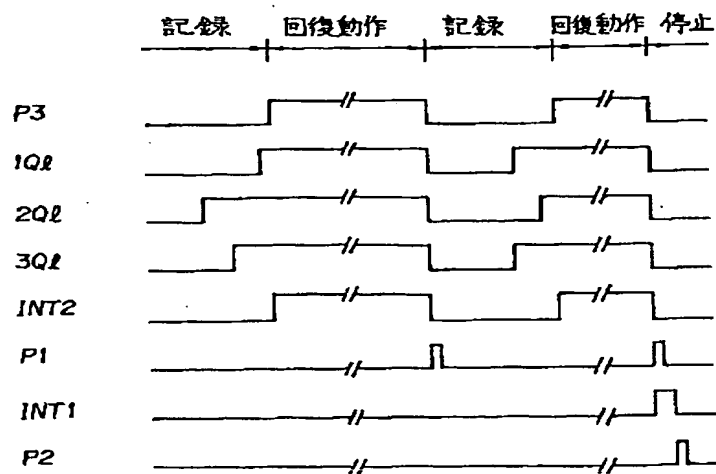 記録 回復動作 記録 回復動作 停止
P3
1Ql
2Ql
3Ql
INT2
P1
INT1
P2